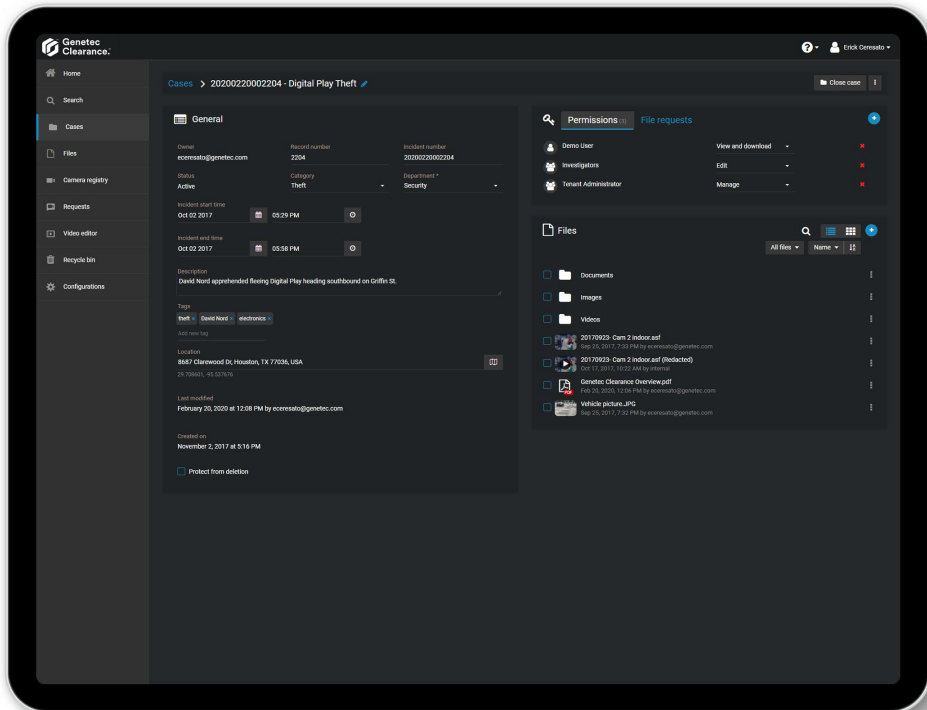 Genetec
Clearance.
Erick Ceresato
Home
Search
Cases
Files
Camera registry
Requests
Video editor
Recycle bin
Configurations
Cases > 20200220002204 - Digital Play Theft
Close case
General
Owner
Record number
Incident number
eceresato@genetec.com
2204
20200220002204
Status
Category
Department *
Active
Theft
Security
Incident start time
Oct 02 2017
05:29 PM
Incident end time
Oct 02 2017
05:58 PM
Description
David Nord apprehended fleeing Digital Play heading southbound on Griffin St.
Tags
theft × David Nord × electronics ×
Add new tag
Location
8687 Clarewood Dr, Houston, TX 77036, USA
29.708601, -95.537676
Last modified
February 20, 2020 at 12:08 PM by eceresato@genetec.com
Created on
November 2, 2017 at 5:16 PM
Protect from deletion
Permissions (3)
File requests
Demo User
View and download
Investigators
Edit
Tenant Administrator
Manage
Files
All files
Name
Documents
Images
Videos
20170923- Cam 2 indoor.asf
Sep 25, 2017, 7:33 PM by eceresato@genetec.com
20170923- Cam 2 indoor.asf (Redacted)
Oct 17, 2017, 10:22 AM by internal
Genetec Clearance Overview.pdf
Feb 20, 2020, 12:06 PM by eceresato@genetec.com
PDF
Vehicle picture.JPG
Sep 25, 2017, 7:32 PM by eceresato@genetec.com